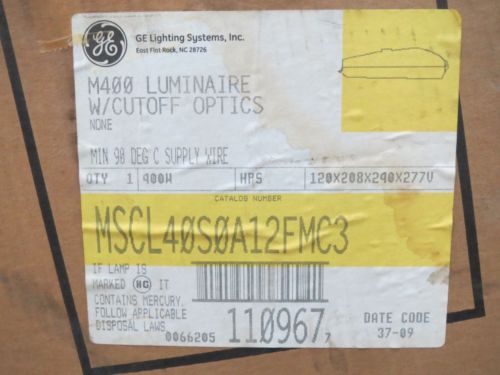 GE Lighting Systems, Inc.
East Flat Rock, NC 28726
M400 LUMINAIRE
W/CUTOFF OPTICS
NONE
MIN 90 DEG C SUPPLY WIRE
QTY 1 400W HPS 120X208X240X277V
CATALOG NUMBER
MSCL40S0A12FMC3
IF LAMP IS
MARKED HG IT
CONTAINS MERCURY.
FOLLOW APPLICABLE
DISPOSAL LAWS
0066205 110967, DATE CODE
37-09